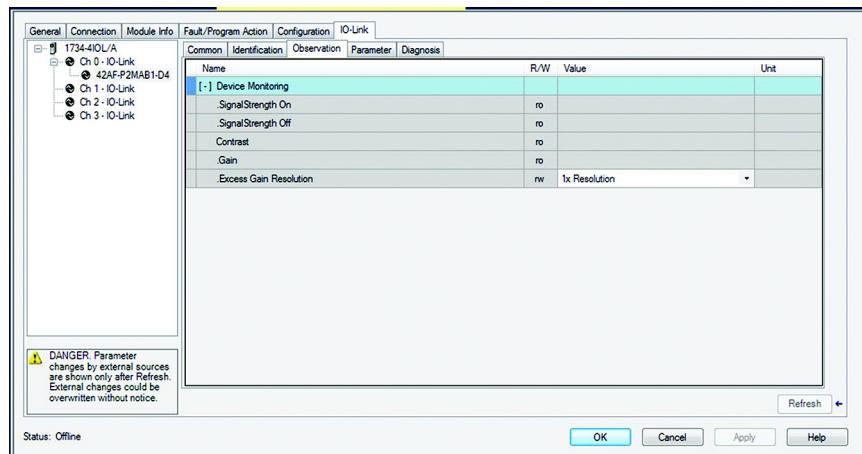 General Connection Module Info Fault/Program Action Configuration IO-Link
1734-4IOL/A
Ch 0 - IO-Link
42AF-P2MAB1-D4
Ch 1 - IO-Link
Ch 2 - IO-Link
Ch 3 - IO-Link
Common Identification Observation Parameter Diagnosis
Name R/W Value Unit
[-] Device Monitoring
.SignalStrength On ro
.SignalStrength Off ro
Contrast ro
.Gain ro
.Excess Gain Resolution rw 1x Resolution
DANGER. Parameter
changes by external sources
are shown only after Refresh.
External changes could be
overwritten without notice.
Refresh
Status: Offline
OK Cancel Apply Help